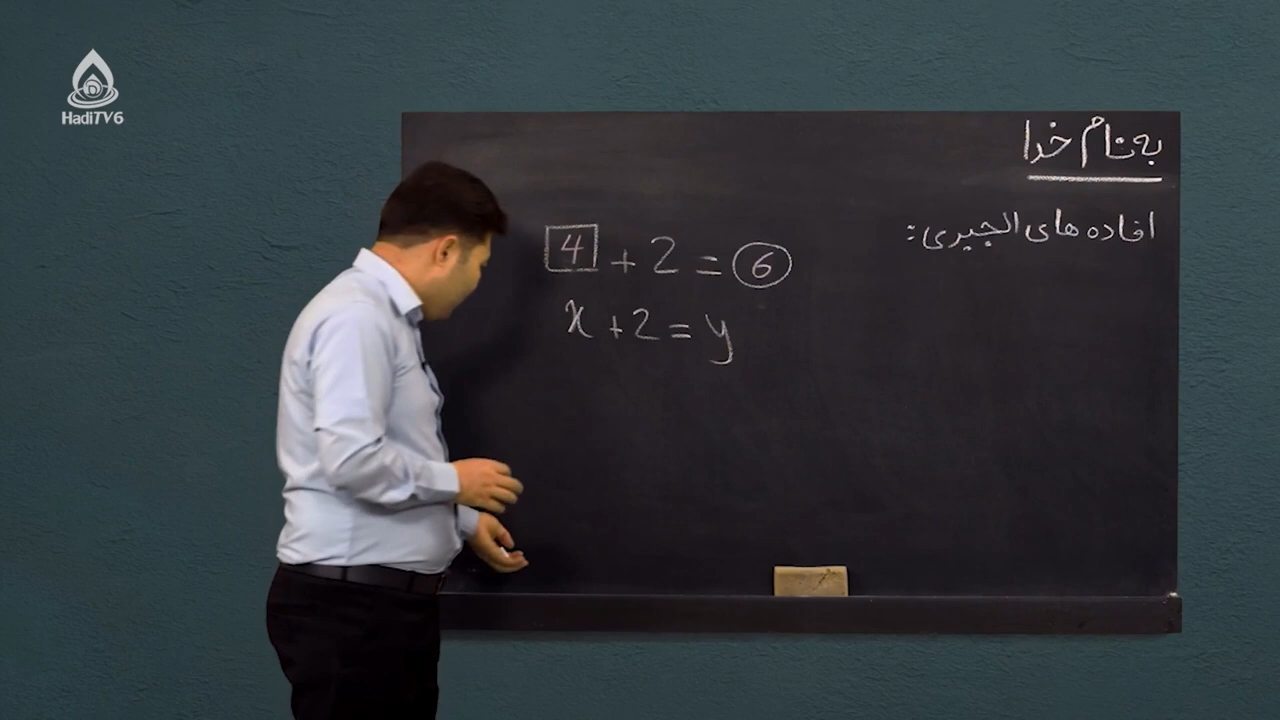 HadiTV6
به نام خدا
افاده های الجبری:
4 + 2 = 6
x + 2 = y